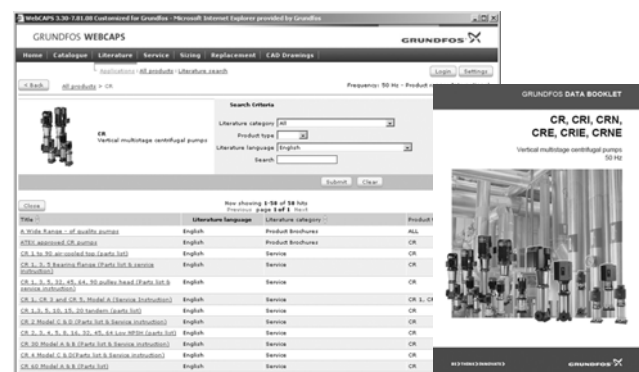 WebCAPS 3.30-7.81.08 Customized for Grundfos - Microsoft Internet Explorer provided by Grundfos
GRUNDFOS WEBCAPS
GRUNDFOS
Home Catalogue Literature Service Sizing Replacement CAD Drawings
Applications All products Literature search
Login Settings
< Back All products > CR
Frequency: 50 Hz - Product
CR
Vertical multistage centrifugal pumps
Search Criteria
Literature category All
Product type
Literature language English
Search
Submit Clear
Close
Now showing 1-58 of 58 hits
Previous page 1 of 1 Next
Title Literature language Literature category Product
A Wide Range - of quality pumps English Product Brochures ALL
ATEX approved CR pumps English Product Brochures CR
CR 1 to 90 air-cooled top (parts list) English Service CR
CR 1, 3, 5 Bearing flange (Parts list & service
instruction) English Service CR
CR 1, 3, 5, 32, 45, 64, 90 pulley head (Parts list &
service instruction) English Service CR
CR 1, CR 3 and CR 5, Model A (Service Instruction) English Service CR 1, CR
CR 1,3, 5, 10, 15, 20 tandem (parts list) English Service CR
CR 2 Model C & D (Parts list & Service instruction) English Service CR
CR 2, 3, 4, 5, 8, 16, 32, 45, 64 Low NPSH (parts list) English Service CR
CR 30 Model A & B (Parts list & Service instruction) English Service CR
CR 4 Model C & D(Parts list & Service instruction) English Service CR
CR 60 Model A & B (Parts list) English Service CR
GRUNDFOS DATA BOOKLET
CR, CRI, CRN,
CRE, CRIE, CRNE
Vertical multistage centrifugal pumps
50 Hz
BE THINK INNOVATE
GRUNDFOS